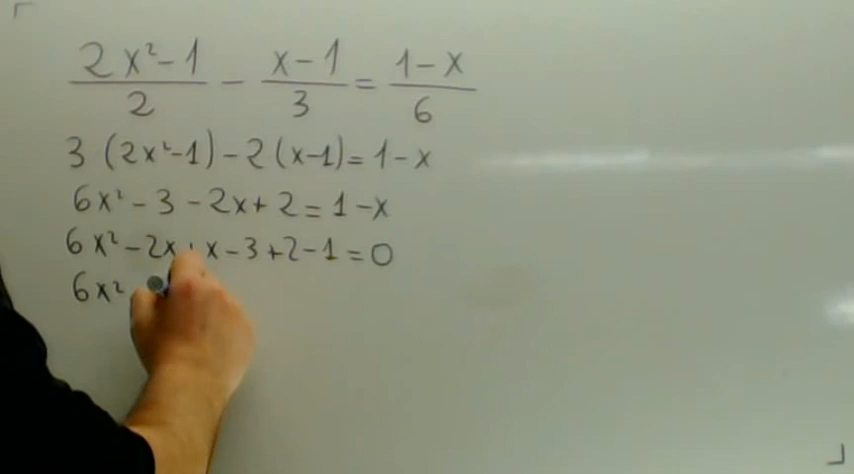 (2x²-1)/2 - (x-1)/3 = (1-x)/6
3 (2x²-1) - 2 (x-1) = 1-x
6x² - 3 - 2x + 2 = 1-x
6x² - 2x + x - 3 + 2 - 1 = 0
6x²